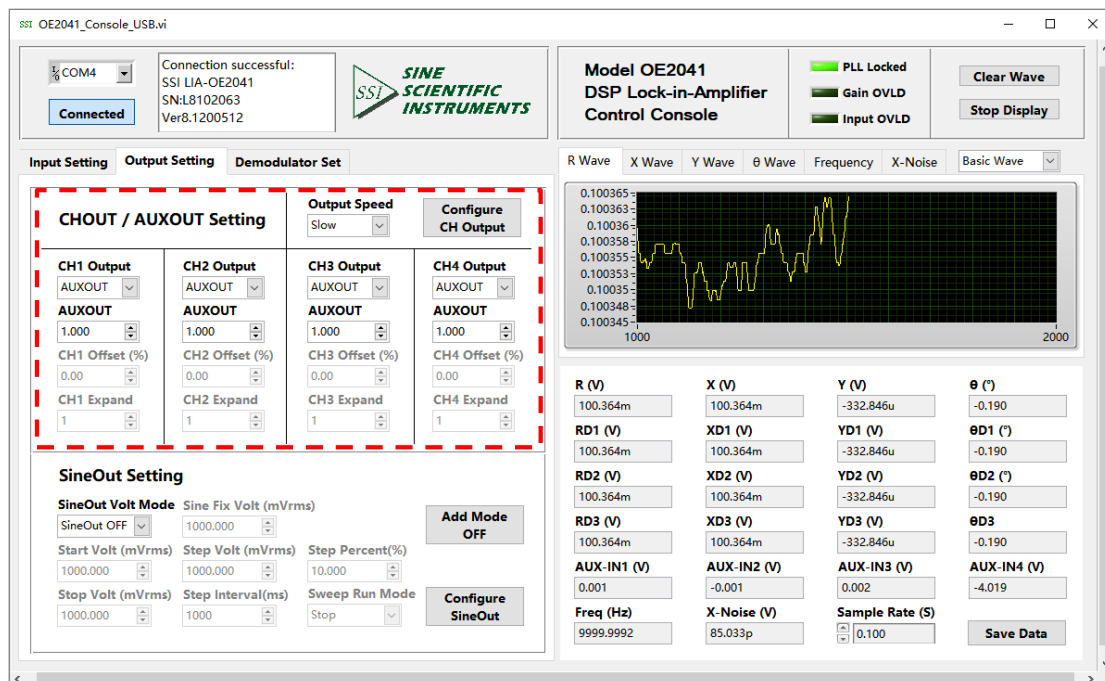 SSI OE2041_Console_USB.vi
COM4
Connected
Connection successful:
SSI LIA-OE2041
SN:L8102063
Ver8.1200512
SSI
SINE
SCIENTIFIC
INSTRUMENTS
Model OE2041
DSP Lock-in-Amplifier
Control Console
PLL Locked
Gain OVLD
Input OVLD
Clear Wave
Stop Display
Input Setting Output Setting Demodulator Set
CHOUT / AUXOUT Setting
Output Speed
Slow
Configure
CH Output
CH1 Output CH2 Output CH3 Output CH4 Output
AUXOUT AUXOUT AUXOUT AUXOUT
AUXOUT AUXOUT AUXOUT AUXOUT
1.000 1.000 1.000 1.000
CH1 Offset (%) CH2 Offset (%) CH3 Offset (%) CH4 Offset (%)
0.00 0.00 0.00 0.00
CH1 Expand CH2 Expand CH3 Expand CH4 Expand
1 1 1 1
SineOut Setting
SineOut Volt Mode Sine Fix Volt (mVrms)
SineOut OFF 1000.000
Add Mode
OFF
Start Volt (mVrms) Step Volt (mVrms) Step Percent(%)
1000.000 1000.000 10.000
Stop Volt (mVrms) Step Interval(ms) Sweep Run Mode
1000.000 1000 Stop
Configure
SineOut
R Wave X Wave Y Wave θ Wave Frequency X-Noise Basic Wave
0.100365
0.100363
0.10036
0.100358
0.100355
0.100353
0.10035
0.100348
0.100345
1000 2000
R (V) X (V) Y (V) θ (°)
100.364m 100.364m -332.846u -0.190
RD1 (V) XD1 (V) YD1 (V) θD1 (°)
100.364m 100.364m -332.846u -0.190
RD2 (V) XD2 (V) YD2 (V) θD2 (°)
100.364m 100.364m -332.846u -0.190
RD3 (V) XD3 (V) YD3 (V) θD3
100.364m 100.364m -332.846u -0.190
AUX-IN1 (V) AUX-IN2 (V) AUX-IN3 (V) AUX-IN4 (V)
0.001 -0.001 0.002 -4.019
Freq (Hz) X-Noise (V) Sample Rate (S)
9999.9992 85.033p 0.100 Save Data